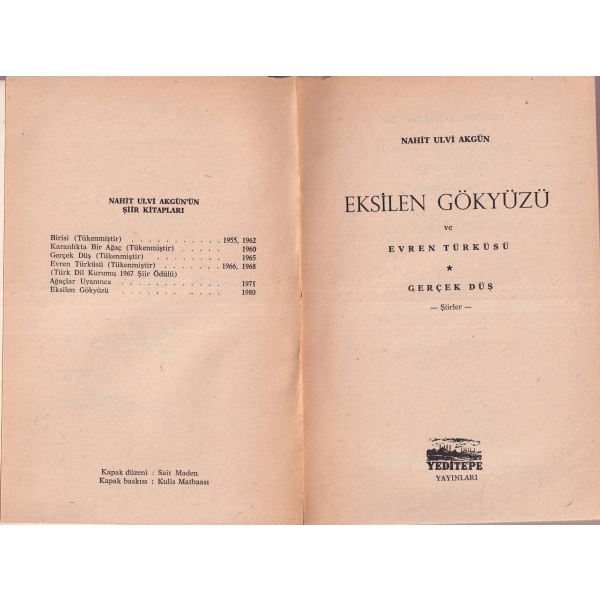 NAHİT ULVİ AKGÜN'ÜN
ŞİİR KİTAPLARI
Birisi (Tükenmiştir) . . . . . . . . . . . 1955, 1962
Karanlıkta Bir Ağaç (Tükenmiştir) . . . . . . 1960
Gerçek Düş (Tükenmiştir) . . . . . . . . . 1965
Evren Türküsü (Tükenmiştir) . . . . . . . 1966, 1968
(Türk Dil Kurumu 1967 Şiir Ödülü)
Ağaçlar Uyanınca . . . . . . . . . . . 1971
Eksilen Gökyüzü . . . . . . . . . . . 1980
Kapak düzeni : Sait Maden
Kapak baskısı : Kulis Matbaası
NAHİT ULVİ AKGÜN
EKSİLEN GÖKYÜZÜ
ve
EVREN TÜRKÜSÜ
★
GERÇEK DÜŞ
— Şiirler —
YEDİTEPE
YAYINLARI